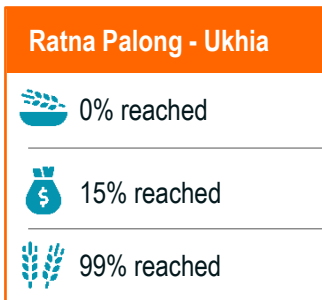 Ratna Palong - Ukhia
0% reached
$ 15% reached
99% reached